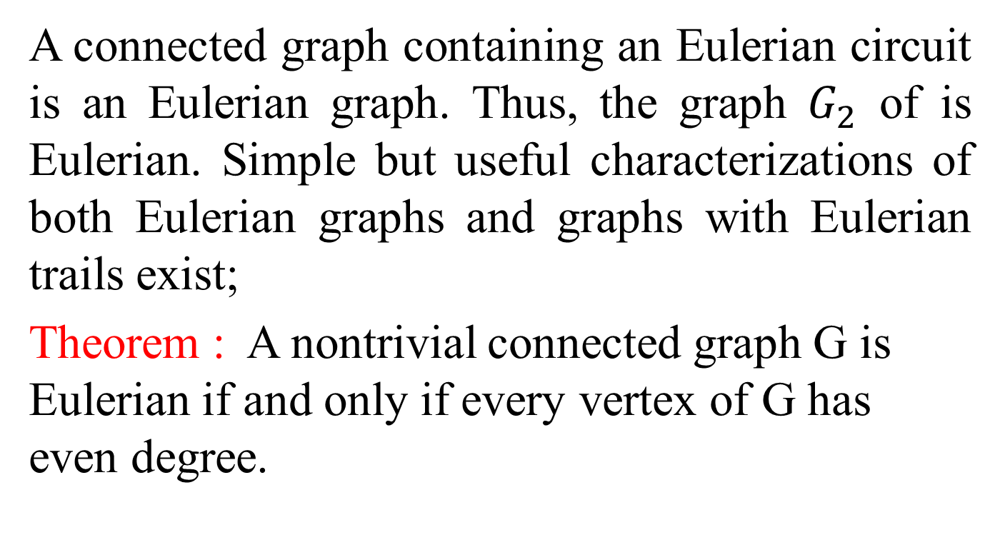 A connected graph containing an Eulerian circuit
is an Eulerian graph. Thus, the graph G₂ of is
Eulerian. Simple but useful characterizations of
both Eulerian graphs and graphs with Eulerian
trails exist;
Theorem : A nontrivial connected graph G is
Eulerian if and only if every vertex of G has
even degree.